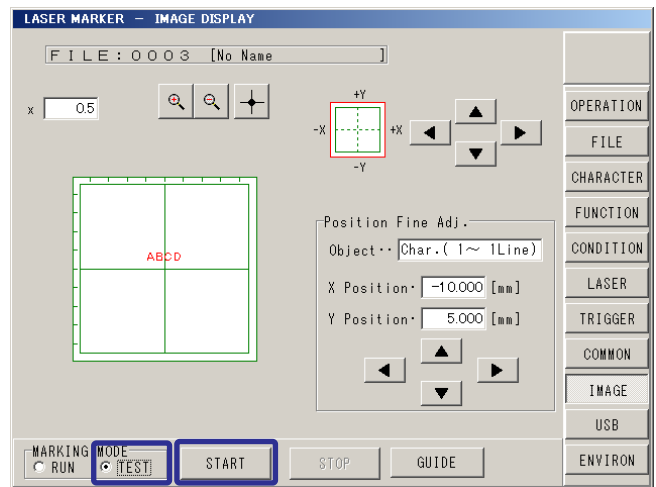 LASER MARKER － IMAGE DISPLAY
FILE:0003 [No Name ]
x 0.5
+Y
-X +X
-Y
ABCD
Position Fine Adj.
Object·· Char.( 1～ 1Line)
X Position· -10.000 [mm]
Y Position· 5.000 [mm]
OPERATION
FILE
CHARACTER
FUNCTION
CONDITION
LASER
TRIGGER
COMMON
IMAGE
USB
ENVIRON
MARKING MODE
RUN TEST START STOP GUIDE